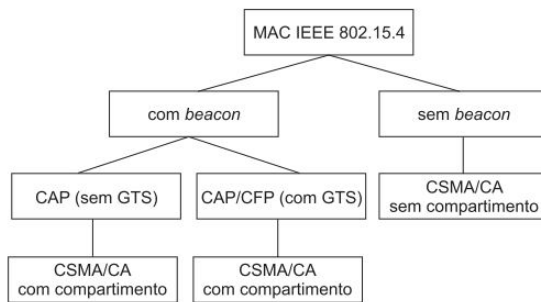 MAC IEEE 802.15.4
com beacon
sem beacon
CAP (sem GTS)
CAP/CFP (com GTS)
CSMA/CA
sem compartimento
CSMA/CA
com compartimento
CSMA/CA
com compartimento